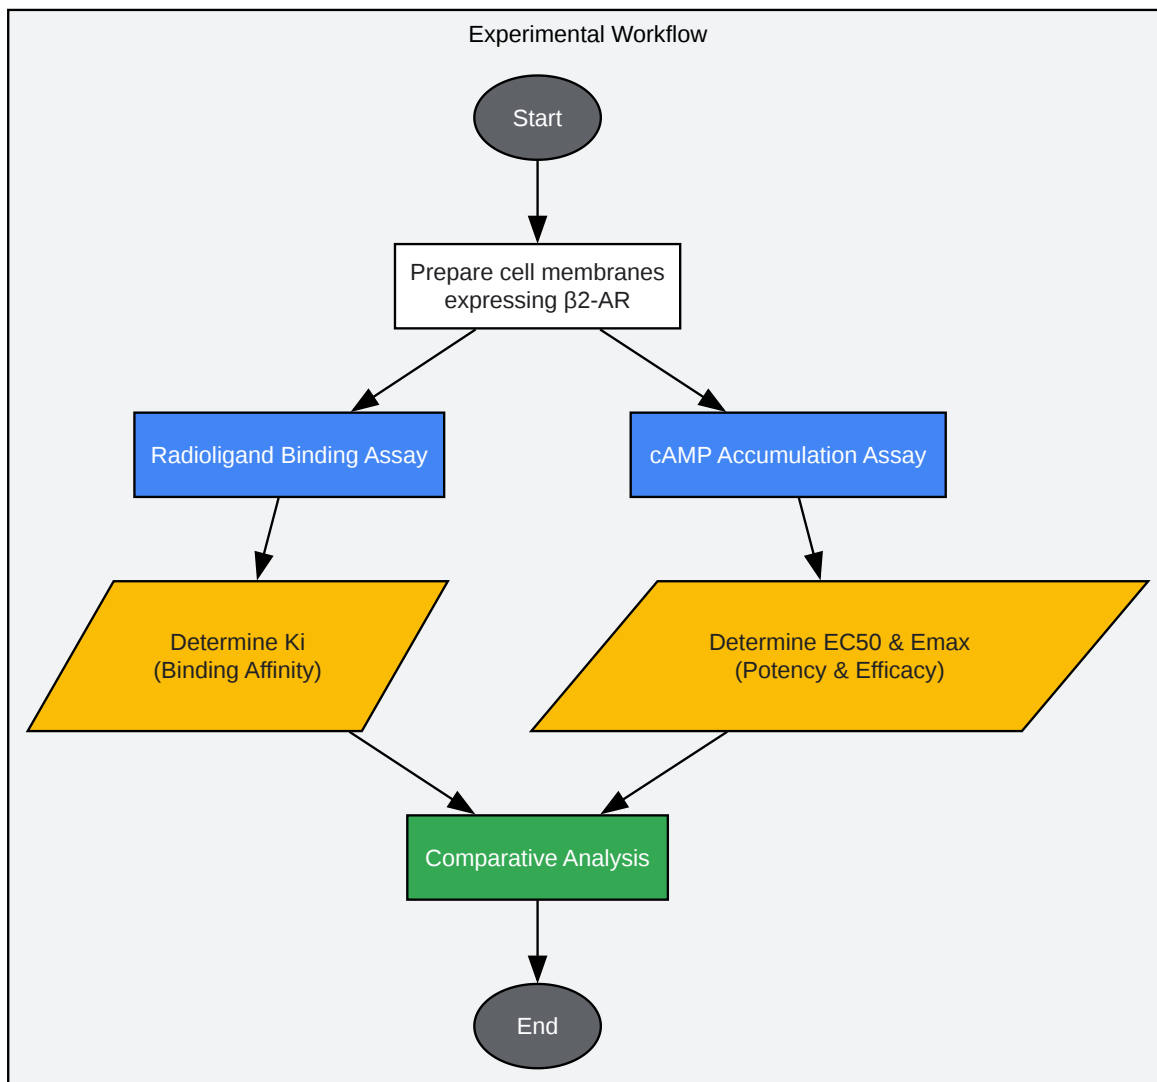 Experimental Workflow
Start
Prepare cell membranes
expressing β2-AR
Radioligand Binding Assay
cAMP Accumulation Assay
Determine Ki
(Binding Affinity)
Determine EC50 & Emax
(Potency & Efficacy)
Comparative Analysis
End